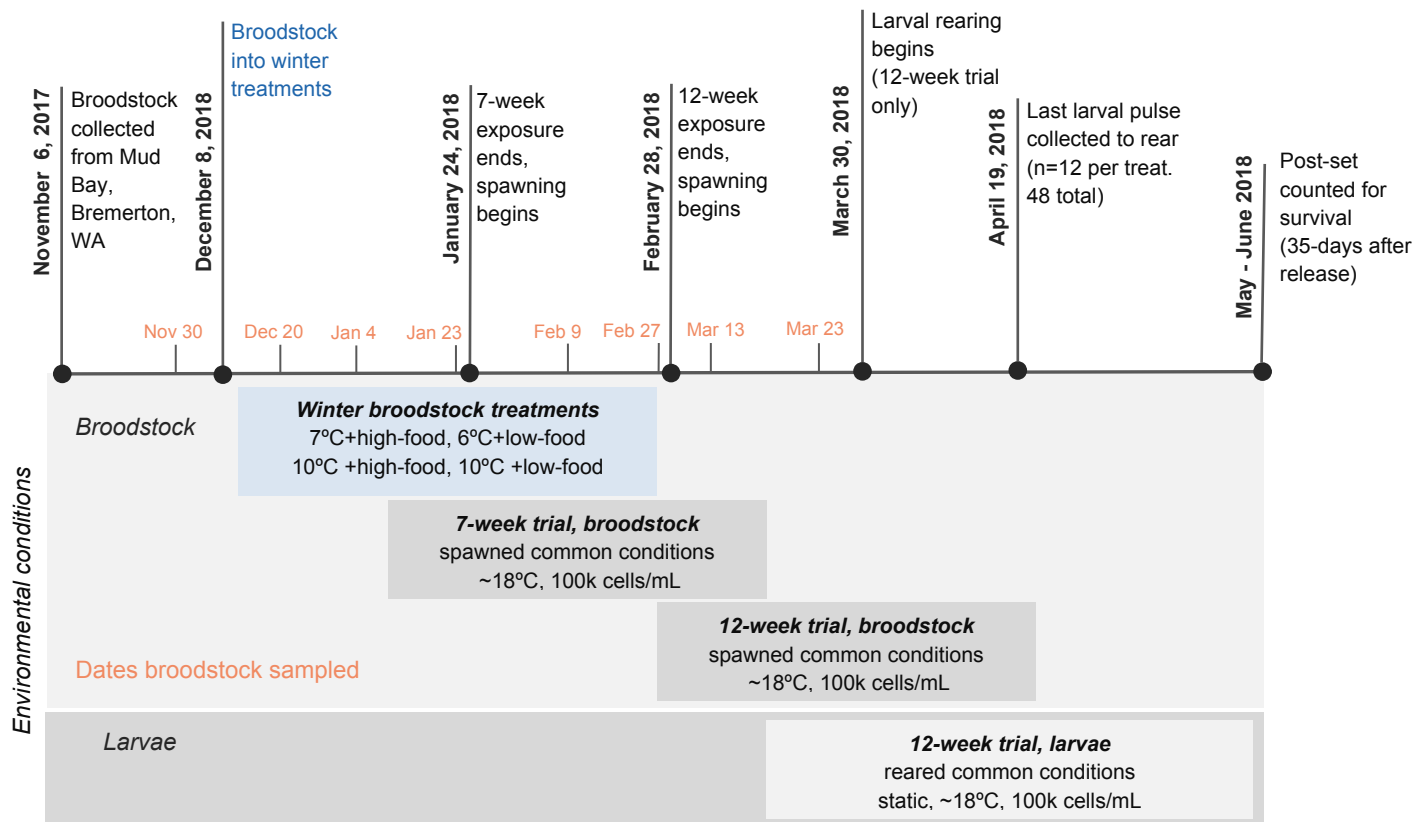 November 6, 2017
Broodstock
collected
from Mud
Bay,
Bremerton,
WA
December 8, 2018
Broodstock
into winter
treatments
January 24, 2018
7-week
exposure
ends,
spawning
begins
February 28, 2018
12-week
exposure
ends,
spawning
begins
March 30, 2018
Larval rearing
begins
(12-week trial
only)
April 19, 2018
Last larval pulse
collected to rear
(n=12 per treat.
48 total)
May - June 2018
Post-set
counted for
survival
(35-days after
release)
Nov 30
Dec 20
Jan 4
Jan 23
Feb 9
Feb 27
Mar 13
Mar 23
Environmental conditions
Broodstock
Winter broodstock treatments
7ºC+high-food, 6ºC+low-food
10ºC +high-food, 10ºC +low-food
7-week trial, broodstock
spawned common conditions
~18ºC, 100k cells/mL
12-week trial, broodstock
spawned common conditions
~18ºC, 100k cells/mL
Dates broodstock sampled
Larvae
12-week trial, larvae
reared common conditions
static, ~18ºC, 100k cells/mL